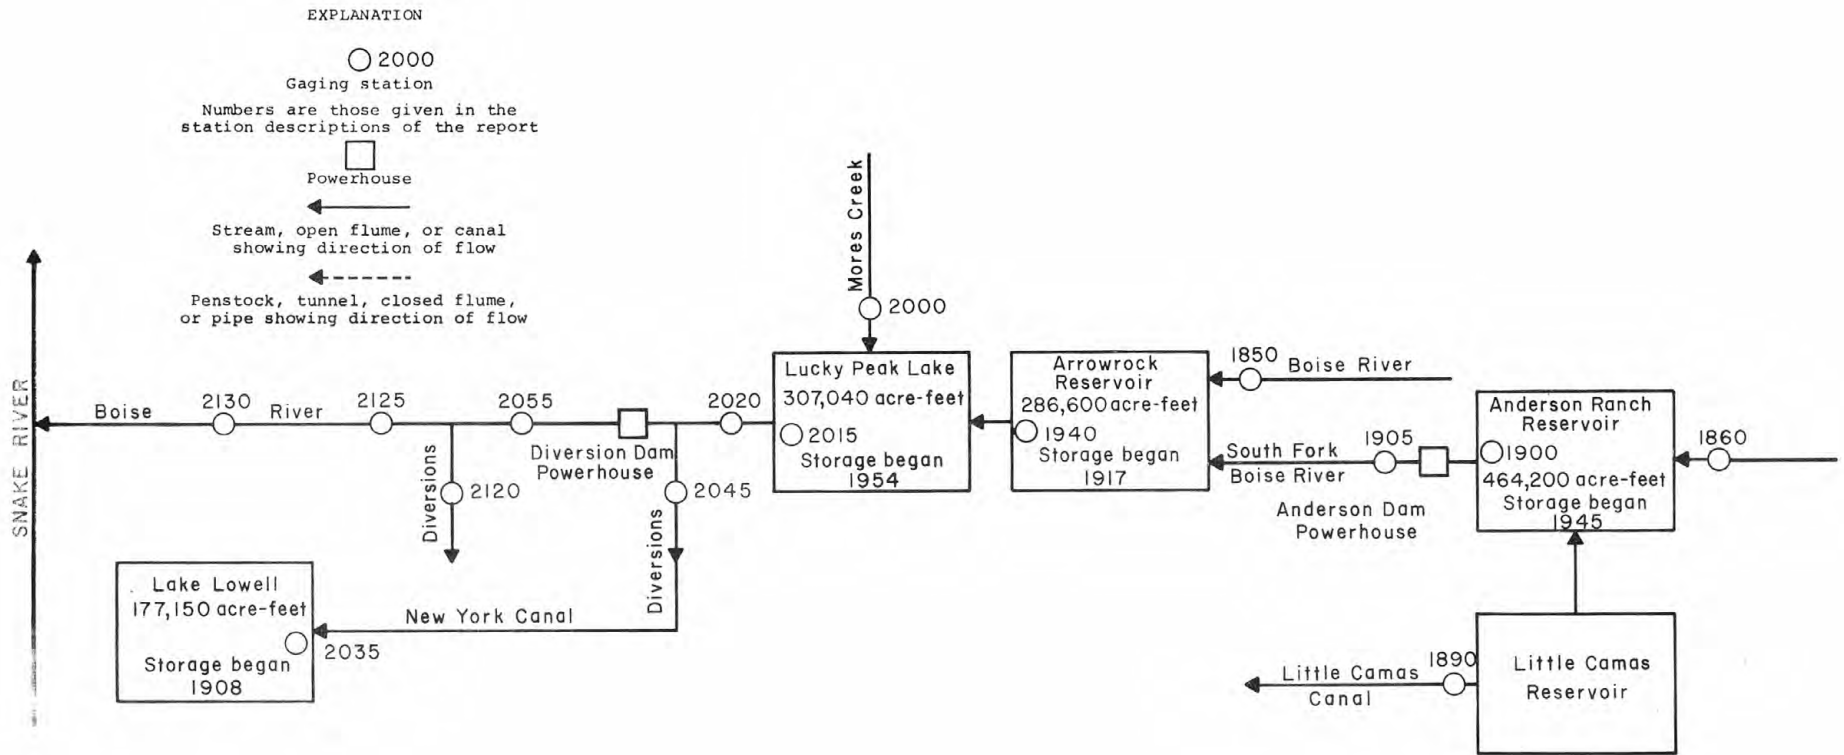 EXPLANATION
2000
Gaging station
Numbers are those given in the
station descriptions of the report
Powerhouse
Stream, open flume, or canal
showing direction of flow
Penstock, tunnel, closed flume,
or pipe showing direction of flow
SNAKE RIVER
Boise
2130
River
2125
2055
Diversion Dam
Powerhouse
2020
Diversions
2120
2045
Diversions
New York Canal
Lake Lowell
177,150 acre-feet
2035
Storage began
1908
Mores Creek
2000
Lucky Peak Lake
307,040 acre-feet
2015
Storage began
1954
Arrowrock
Reservoir
286,600 acre-feet
1940
Storage began
1917
1850
Boise River
South Fork
Boise River
1905
Anderson Dam
Powerhouse
Anderson Ranch
Reservoir
1900
464,200 acre-feet
Storage began
1945
1860
Little Camas
Canal
1890
Little Camas
Reservoir